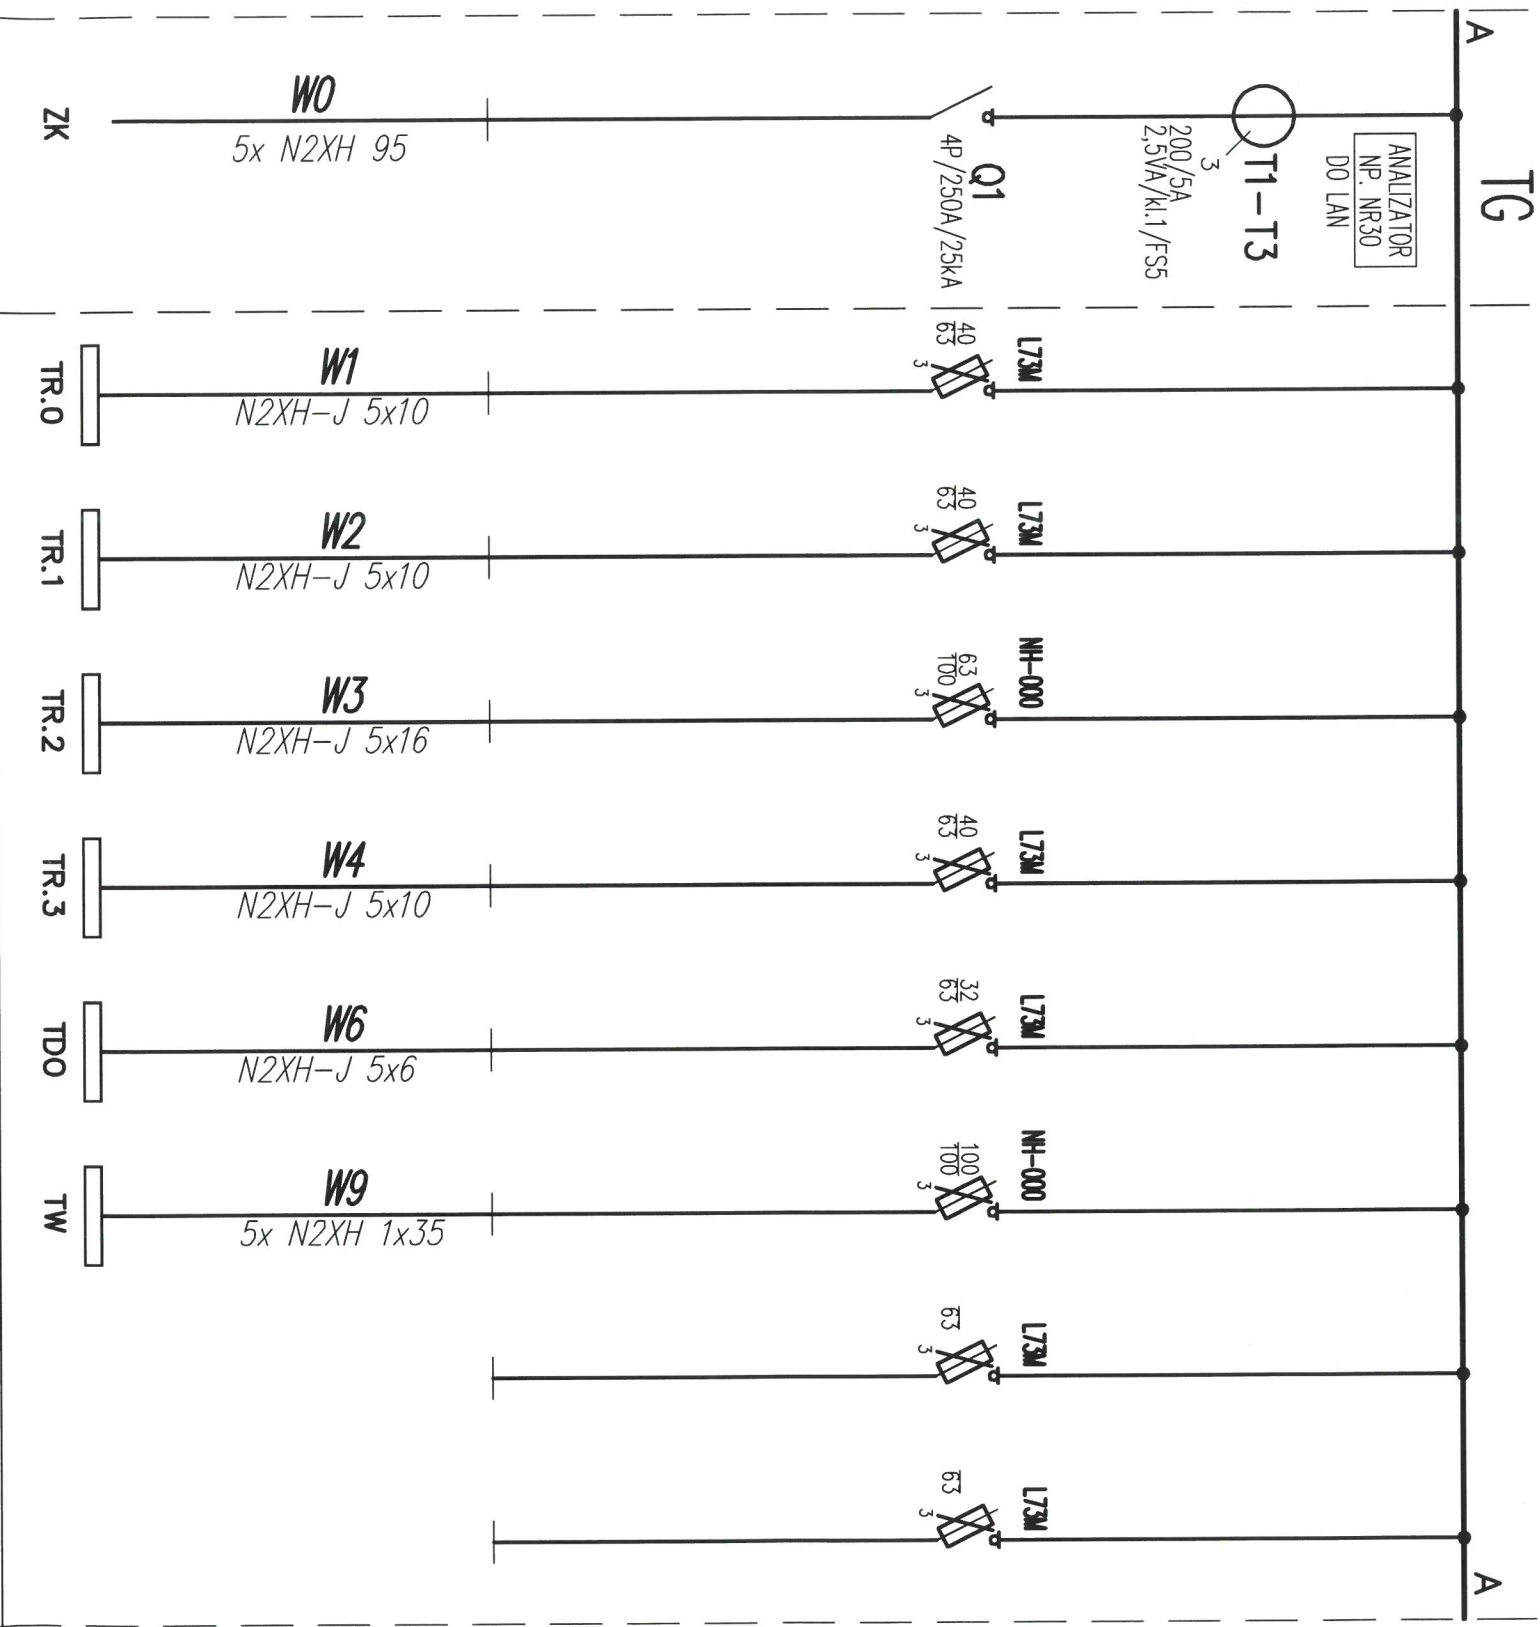 TG
A
ANALIZATOR
NP. NR30
DO LAN
T1-T3
3
200/5A
2,5VA/kl.1/FS5
Q1
4P/250A/25kA
W0
5x N2XH 95
ZK
L73M
40
63
3
W1
N2XH-J 5x10
TR.0
L73M
40
63
3
W2
N2XH-J 5x10
TR.1
NH-000
63
100
3
W3
N2XH-J 5x16
TR.2
L73M
40
63
3
W4
N2XH-J 5x10
TR.3
L73M
32
63
3
W6
N2XH-J 5x6
TDO
NH-000
100
100
3
W9
5x N2XH 1x35
TW
L73M
63
3
L73M
63
3
A